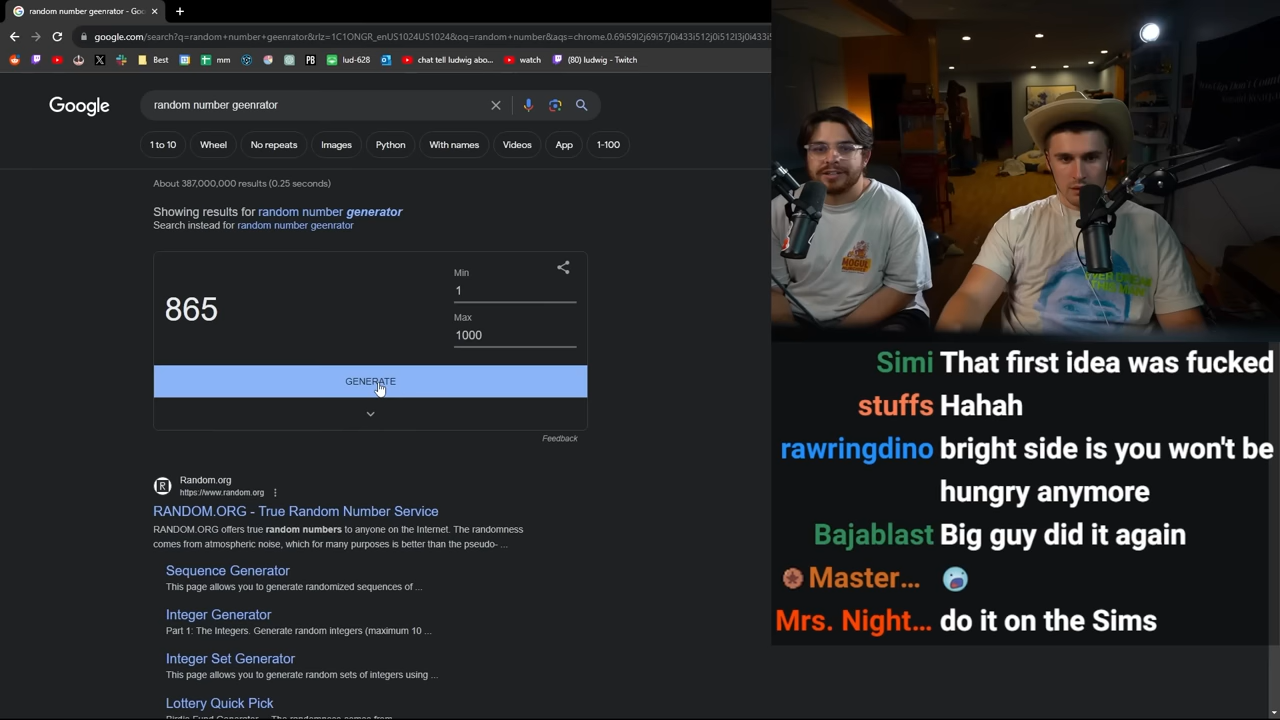 random number geenrator - Goo
google.com/search?q=random+number+geenrator&rlz=1C1ONGR_enUS1024US1024&oq=random+number&aqs=chrome.0.69i59l2j69i57j0i433i512j0i512l3j0i433i5
Best
mm
PB
lud-628
chat tell ludwig abo...
watch
(80) ludwig - Twitch
Google
random number geenrator
1 to 10
Wheel
No repeats
Images
Python
With names
Videos
App
1-100
About 387,000,000 results (0.25 seconds)
Showing results for random number generator
Search instead for random number geenrator
865
Min
1
Max
1000
GENERATE
Feedback
Random.org
https://www.random.org
RANDOM.ORG - True Random Number Service
RANDOM.ORG offers true random numbers to anyone on the Internet. The randomness
comes from atmospheric noise, which for many purposes is better than the pseudo- ...
Sequence Generator
This page allows you to generate randomized sequences of ...
Integer Generator
Part 1: The Integers. Generate random integers (maximum 10 ...
Integer Set Generator
This page allows you to generate random sets of integers using ...
Lottery Quick Pick
MOGUL
Simi That first idea was fucked
stuffs Hahah
rawringdino bright side is you won't be
hungry anymore
Bajablast Big guy did it again
Master...
Mrs. Night... do it on the Sims